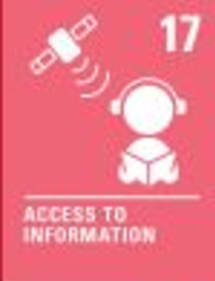 17
ACCESS TO
INFORMATION